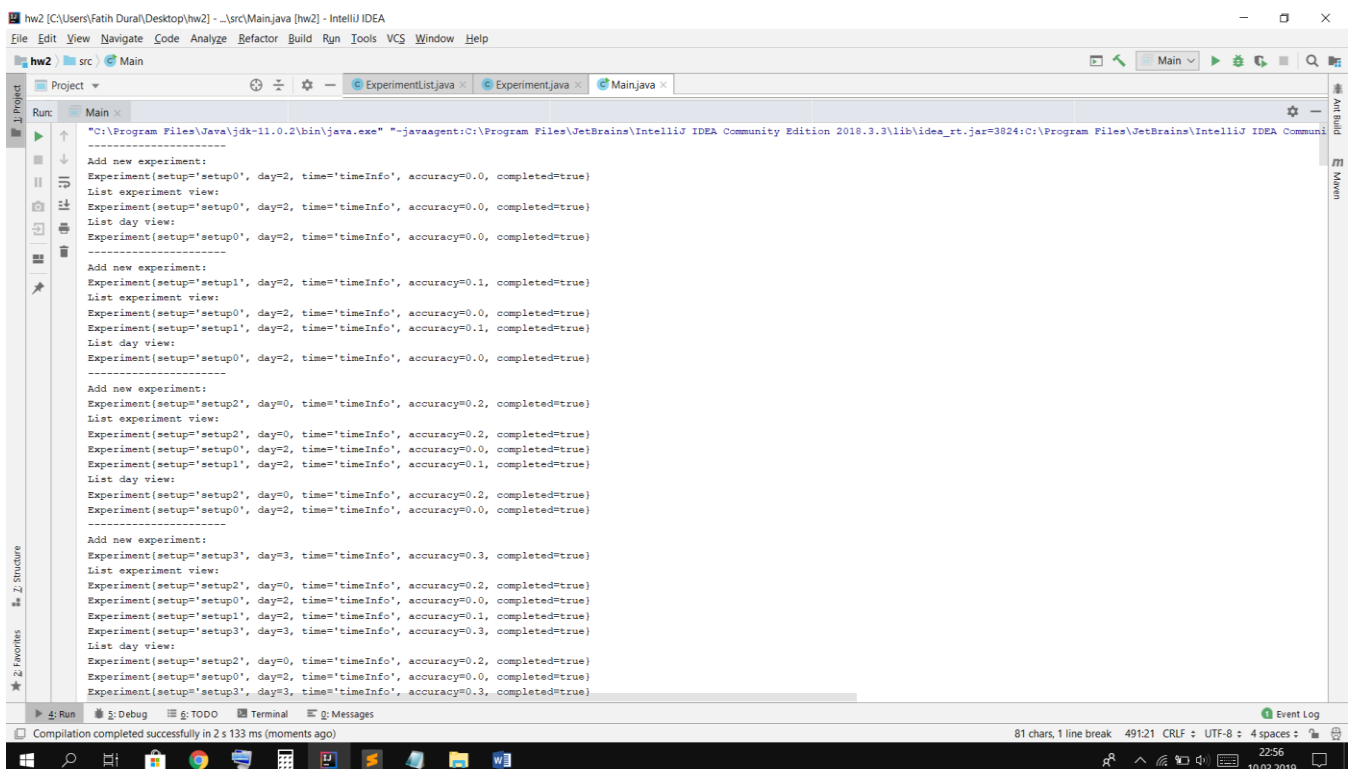 hw2 [C:\Users\Fatih Dural\Desktop\hw2] - ...\src\Main.java [hw2] - IntelliJ IDEA
File Edit View Navigate Code Analyze Refactor Build Run Tools VCS Window Help
hw2 src Main Main
1: Project Project ExperimentList.java Experiment.java Main.java Ant Build
Run: Main
"C:\Program Files\Java\jdk-11.0.2\bin\java.exe" "-javaagent:C:\Program Files\JetBrains\IntelliJ IDEA Community Edition 2018.3.3\lib\idea_rt.jar=3824:C:\Program Files\JetBrains\IntelliJ IDEA Communi
----------------------
Add new experiment:
Experiment{setup='setup0', day=2, time='timeInfo', accuracy=0.0, completed=true}
List experiment view:
Experiment{setup='setup0', day=2, time='timeInfo', accuracy=0.0, completed=true}
List day view:
Experiment{setup='setup0', day=2, time='timeInfo', accuracy=0.0, completed=true}
----------------------
Add new experiment:
Experiment{setup='setup1', day=2, time='timeInfo', accuracy=0.1, completed=true}
List experiment view:
Experiment{setup='setup0', day=2, time='timeInfo', accuracy=0.0, completed=true}
Experiment{setup='setup1', day=2, time='timeInfo', accuracy=0.1, completed=true}
List day view:
Experiment{setup='setup0', day=2, time='timeInfo', accuracy=0.0, completed=true}
----------------------
Add new experiment:
Experiment{setup='setup2', day=0, time='timeInfo', accuracy=0.2, completed=true}
List experiment view:
Experiment{setup='setup2', day=0, time='timeInfo', accuracy=0.2, completed=true}
Experiment{setup='setup0', day=2, time='timeInfo', accuracy=0.0, completed=true}
Experiment{setup='setup1', day=2, time='timeInfo', accuracy=0.1, completed=true}
List day view:
Experiment{setup='setup2', day=0, time='timeInfo', accuracy=0.2, completed=true}
Experiment{setup='setup0', day=2, time='timeInfo', accuracy=0.0, completed=true}
----------------------
Add new experiment:
Experiment{setup='setup3', day=3, time='timeInfo', accuracy=0.3, completed=true}
List experiment view:
Experiment{setup='setup2', day=0, time='timeInfo', accuracy=0.2, completed=true}
Experiment{setup='setup0', day=2, time='timeInfo', accuracy=0.0, completed=true}
Experiment{setup='setup1', day=2, time='timeInfo', accuracy=0.1, completed=true}
Experiment{setup='setup3', day=3, time='timeInfo', accuracy=0.3, completed=true}
List day view:
Experiment{setup='setup2', day=0, time='timeInfo', accuracy=0.2, completed=true}
Experiment{setup='setup0', day=2, time='timeInfo', accuracy=0.0, completed=true}
Experiment{setup='setup3', day=3, time='timeInfo', accuracy=0.3, completed=true}
m Maven
Z: Structure
2: Favorites
4: Run 5: Debug 6: TODO Terminal 0: Messages 1 Event Log
Compilation completed successfully in 2 s 133 ms (moments ago) 81 chars, 1 line break 491:21 CRLF UTF-8 4 spaces
22:56
10.03.2019